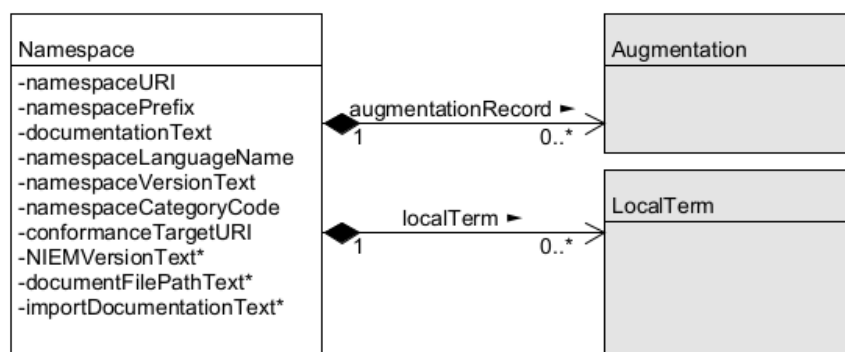 Namespace
-namespaceURI
-namespacePrefix
-documentationText
-namespaceLanguageName
-namespaceVersionText
-namespaceCategoryCode
-conformanceTargetURI
-NIEMVersionText*
-documentFilePathText*
-importDocumentationText*
augmentationRecord ►
1 0..*
Augmentation
localTerm ►
1 0..*
LocalTerm